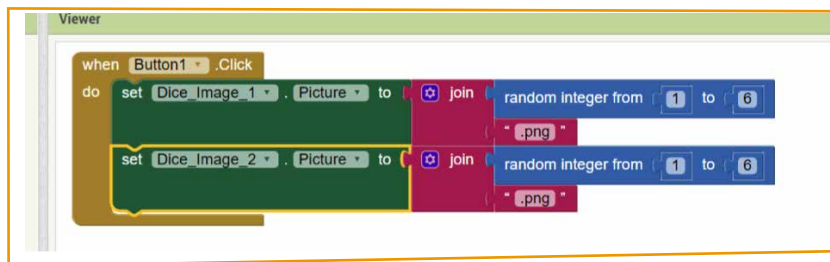 Viewer
when Button1 .Click
do set Dice_Image_1 . Picture to join random integer from 1 to 6
" .png "
set Dice_Image_2 . Picture to join random integer from 1 to 6
" .png "